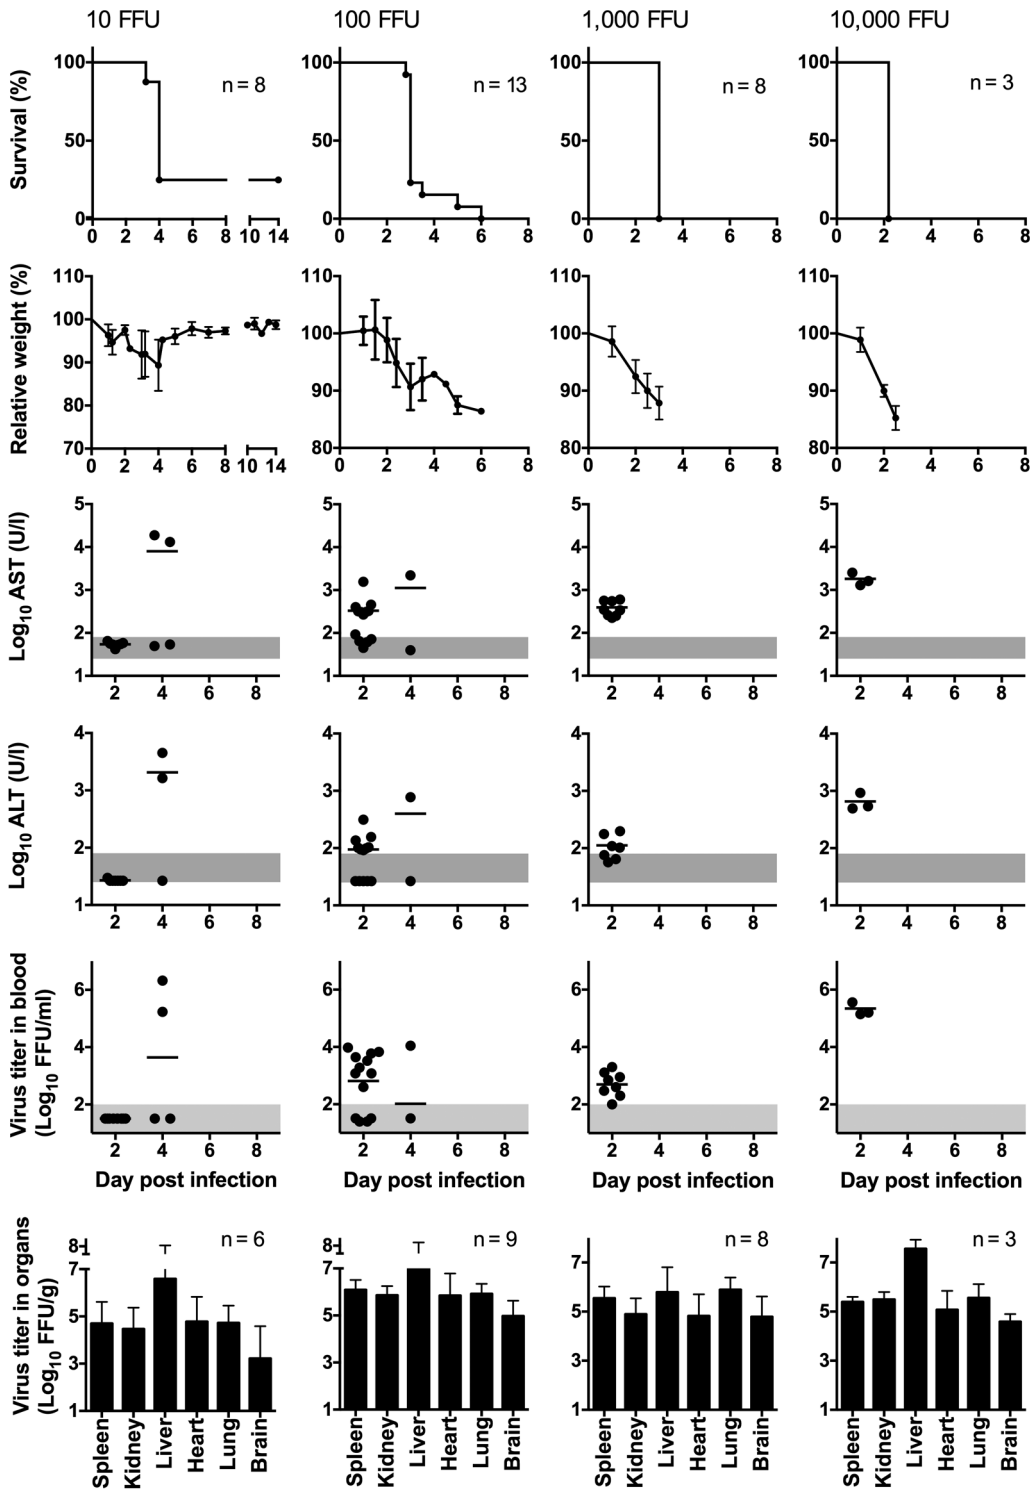 10 FFU
100 FFU
1,000 FFU
10,000 FFU
Survival (%)
100
50
0
n = 8
0 2 4 6 8 10 14
100
50
0
n = 13
0 2 4 6 8
100
50
0
n = 8
0 2 4 6 8
100
50
0
n = 3
0 2 4 6 8
Relative weight (%)
110
100
90
80
70
0 2 4 6 8 10 14
110
100
90
80
0 2 4 6 8
110
100
90
80
0 2 4 6 8
110
100
90
80
0 2 4 6 8
Log10 AST (U/l)
5
4
3
2
1
2 4 6 8
5
4
3
2
1
2 4 6 8
5
4
3
2
1
2 4 6 8
5
4
3
2
1
2 4 6 8
Log10 ALT (U/l)
4
3
2
1
2 4 6 8
4
3
2
1
2 4 6 8
4
3
2
1
2 4 6 8
4
3
2
1
2 4 6 8
Virus titer in blood
(Log10 FFU/ml)
6
4
2
2 4 6 8
Day post infection
6
4
2
2 4 6 8
Day post infection
6
4
2
2 4 6 8
Day post infection
6
4
2
2 4 6 8
Day post infection
Virus titer in organs
(Log10 FFU/g)
8
7
5
3
1
n = 6
Spleen
Kidney
Liver
Heart
Lung
Brain
8
7
5
3
1
n = 9
Spleen
Kidney
Liver
Heart
Lung
Brain
7
5
3
1
n = 8
Spleen
Kidney
Liver
Heart
Lung
Brain
7
5
3
1
n = 3
Spleen
Kidney
Liver
Heart
Lung
Brain